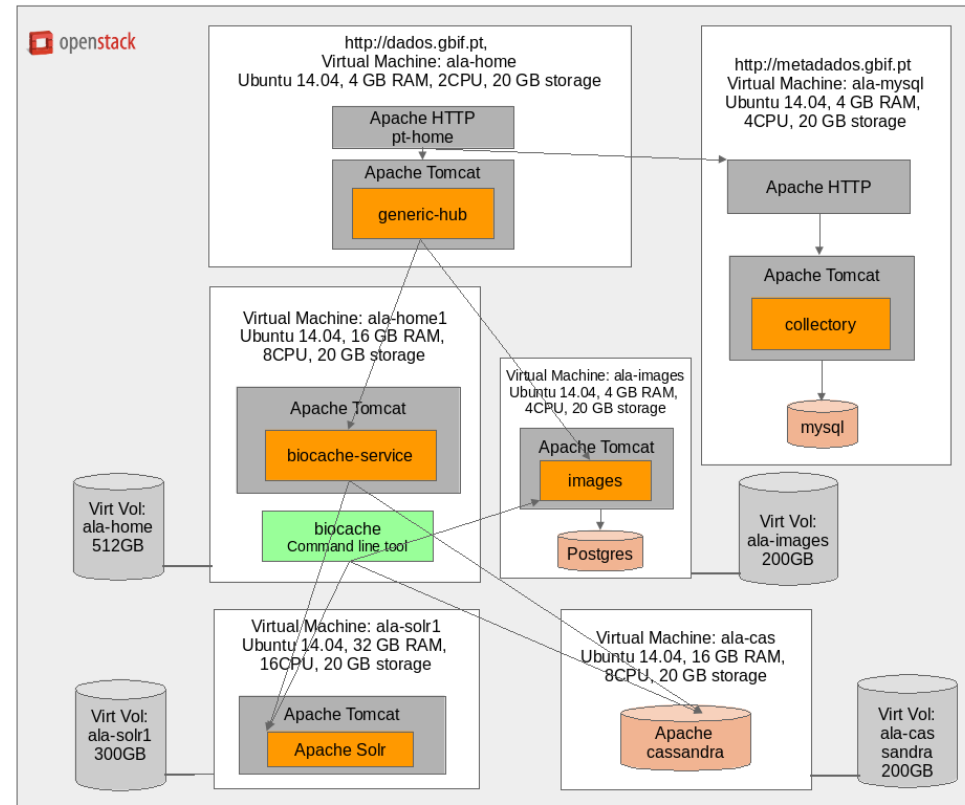 openstack
http://dados.gbif.pt,
Virtual Machine: ala-home
Ubuntu 14.04, 4 GB RAM, 2CPU, 20 GB storage
Apache HTTP
pt-home
Apache Tomcat
generic-hub
http://metadados.gbif.pt
Virtual Machine: ala-mysql
Ubuntu 14.04, 4 GB RAM,
4CPU, 20 GB storage
Apache HTTP
Apache Tomcat
collectory
mysql
Virtual Machine: ala-home1
Ubuntu 14.04, 16 GB RAM,
8CPU, 20 GB storage
Apache Tomcat
biocache-service
biocache
Command line tool
Virt Vol:
ala-home
512GB
Virtual Machine: ala-images
Ubuntu 14.04, 4 GB RAM,
4CPU, 20 GB storage
Apache Tomcat
images
Postgres
Virt Vol:
ala-images
200GB
Virtual Machine: ala-solr1
Ubuntu 14.04, 32 GB RAM,
16CPU, 20 GB storage
Apache Tomcat
Apache Solr
Virt Vol:
ala-solr1
300GB
Virtual Machine: ala-cas
Ubuntu 14.04, 16 GB RAM,
8CPU, 20 GB storage
Apache
cassandra
Virt Vol:
ala-cas
sandra
200GB